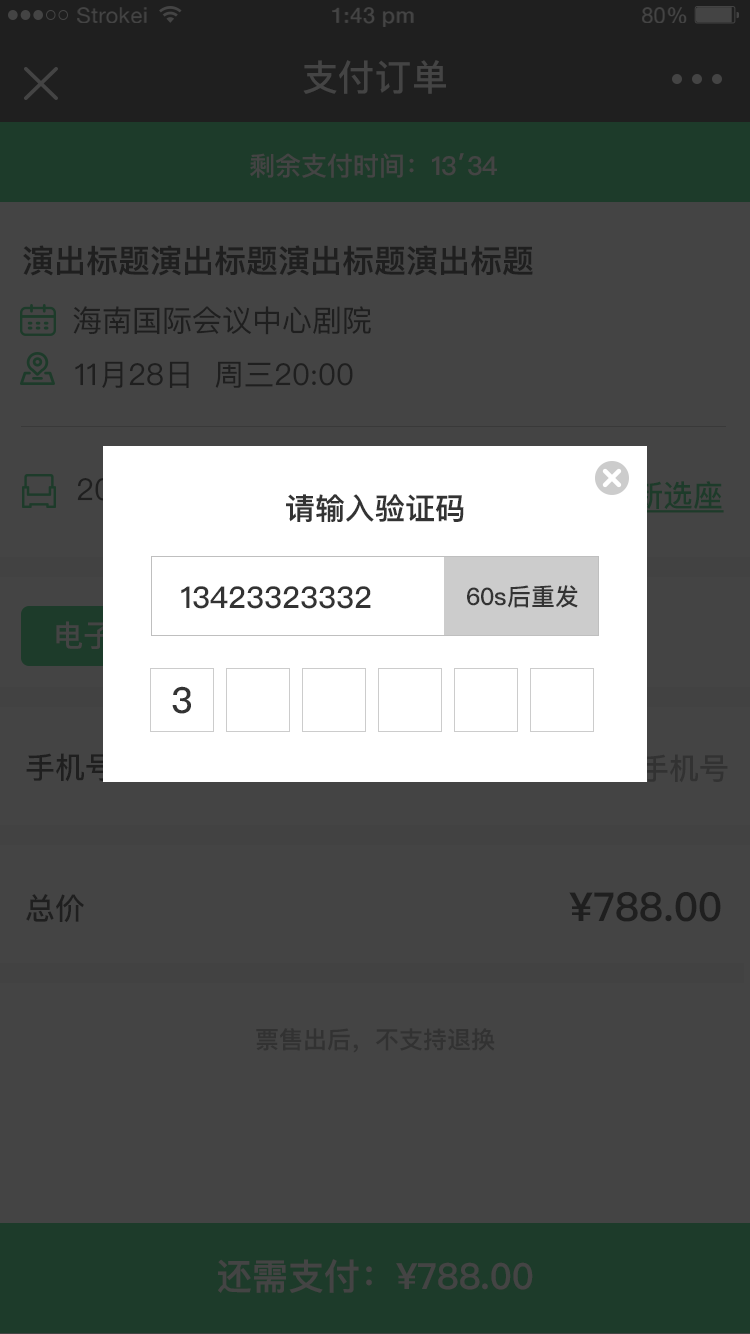 Strokei 1:43 pm 80%
支付订单
剩余支付时间：13′34
演出标题演出标题演出标题演出标题
海南国际会议中心剧院
11月28日 周三20:00
20 新选座
请输入验证码
13423323332 60s后重发
3
电子
手机号 手机号
总价 ¥788.00
票售出后，不支持退换
还需支付：¥788.00